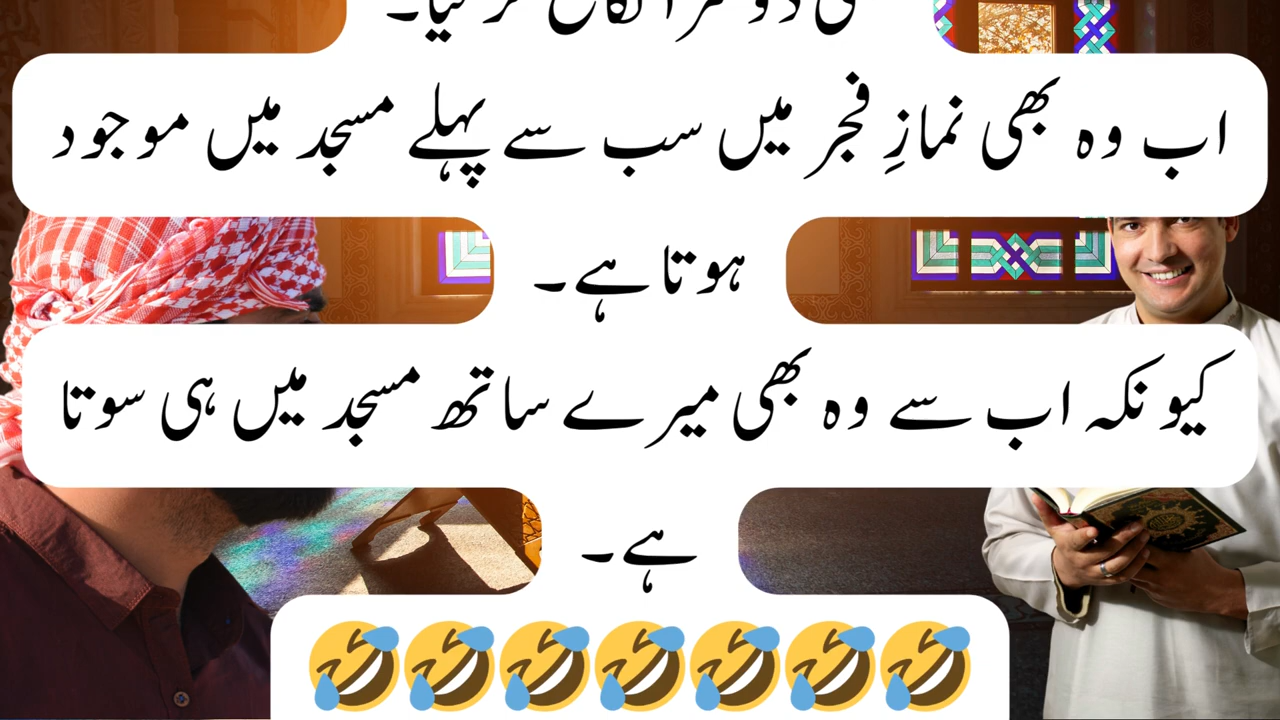 اب وہ بھی نمازِ فجر میں سب سے پہلے مسجد میں موجود
ہوتا ہے۔
کیونکہ اب سے وہ بھی میرے ساتھ مسجد میں ہی سوتا
ہے۔
🤣🤣🤣🤣🤣🤣🤣